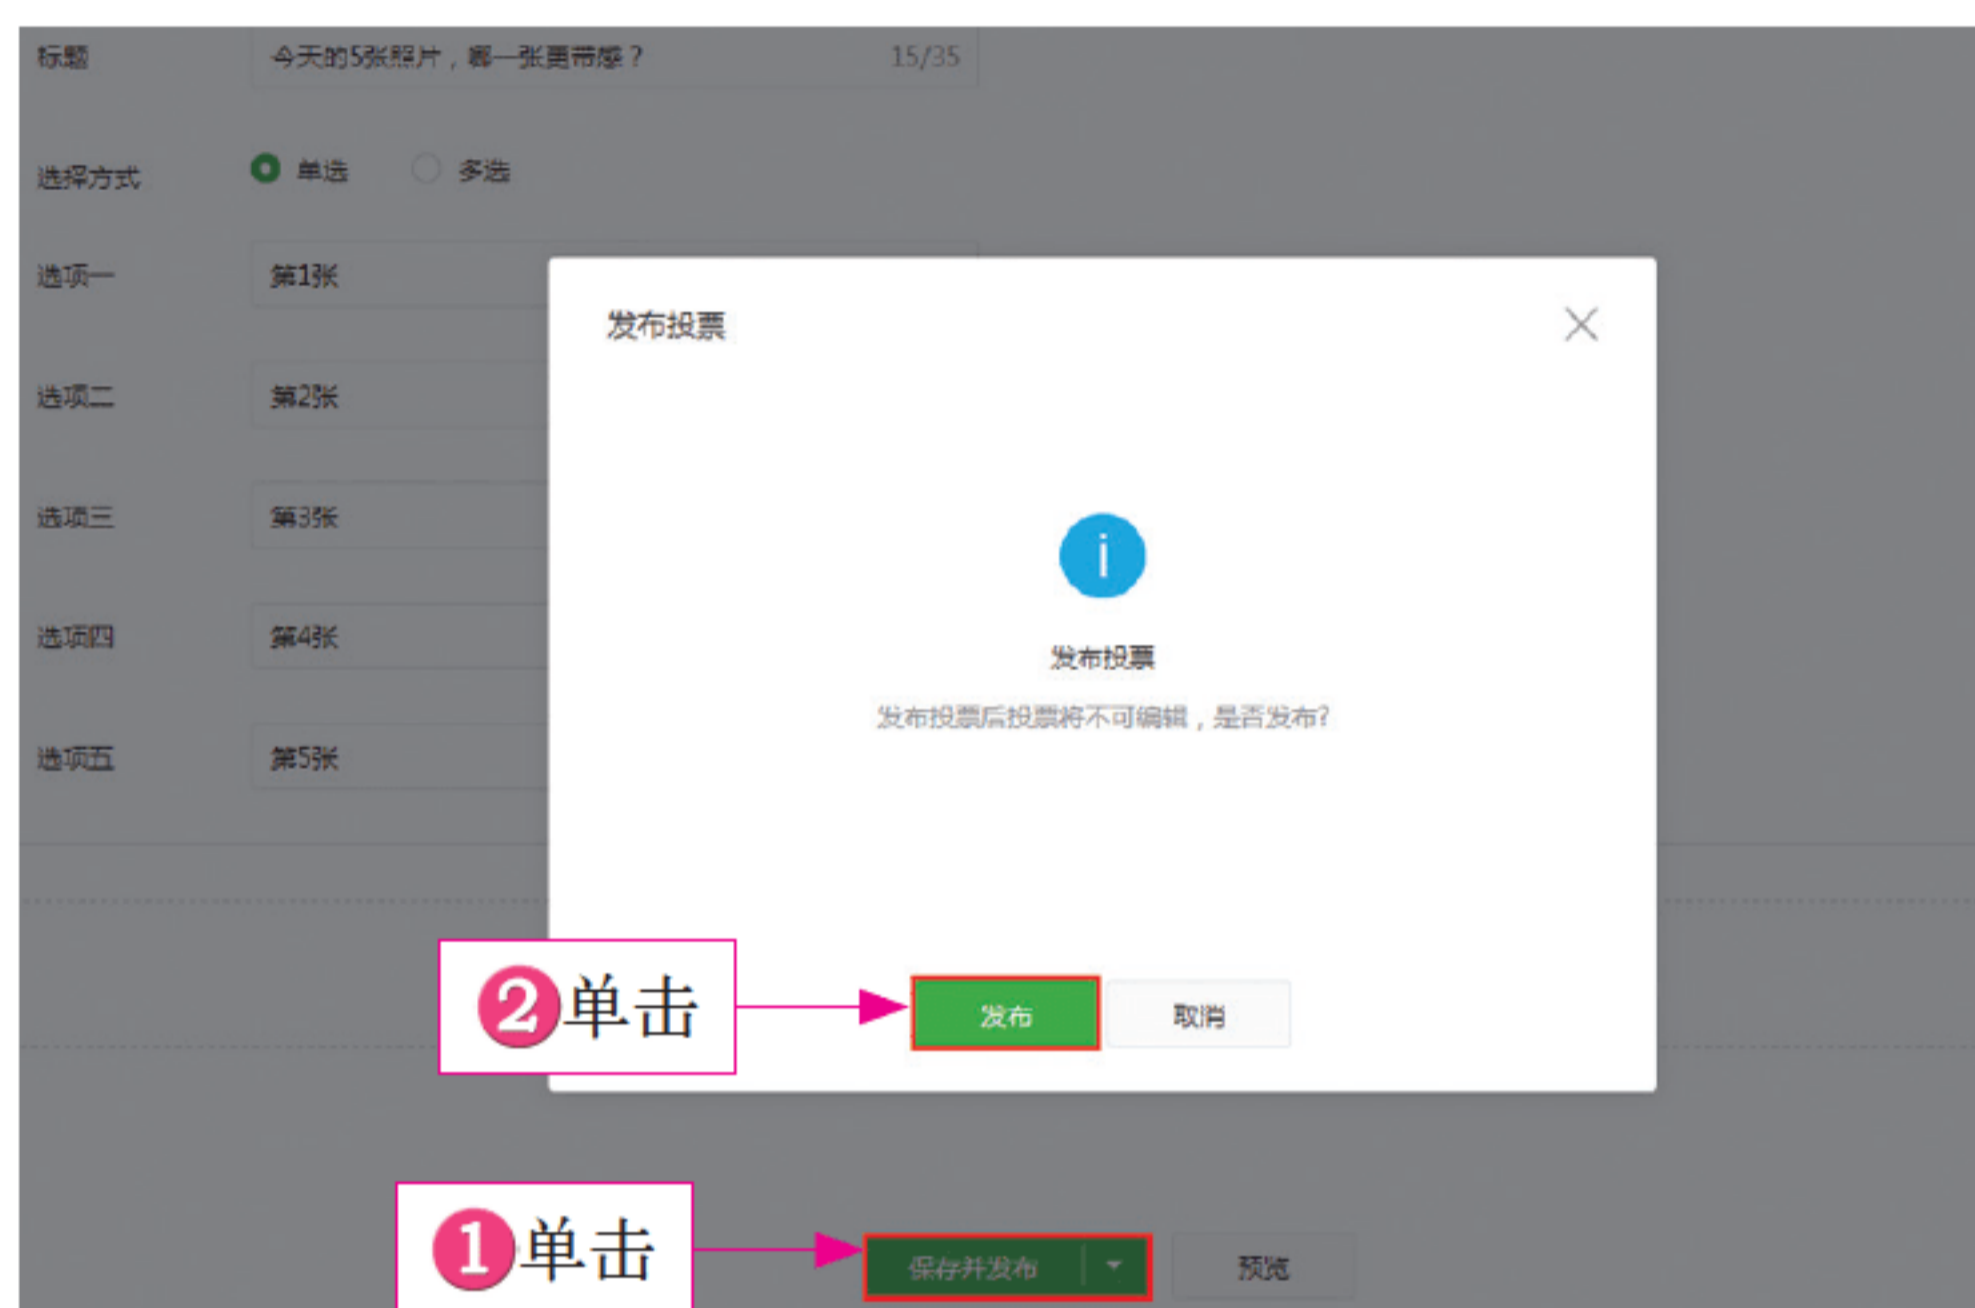 标题 今天的5张照片，哪一张更带感？ 15/35
选择方式 单选 多选
选项一 第1张
发布投票
选项二 第2张
选项三 第3张
i
选项四 第4张
发布投票
发布投票后投票将不可编辑，是否发布?
选项五 第5张
2单击 发布 取消
1单击 保存并发布 预览